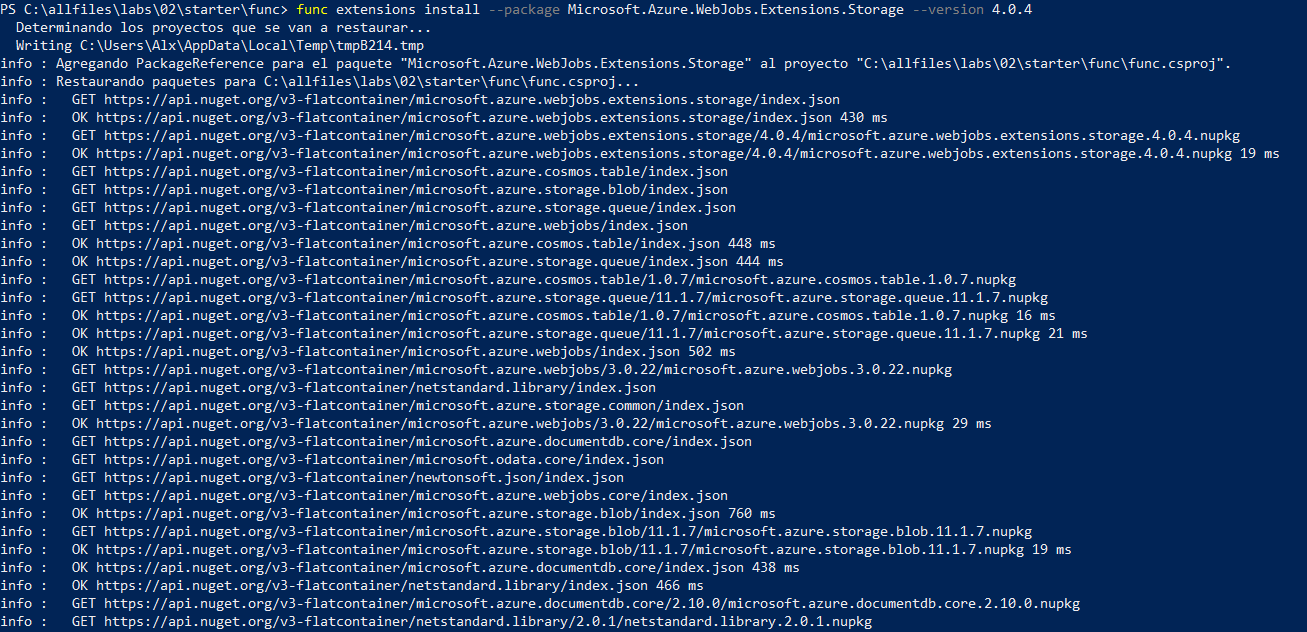 PS C:\allfiles\labs\02\starter\func> func extensions install --package Microsoft.Azure.WebJobs.Extensions.Storage --version 4.0.4
Determinando los proyectos que se van a restaurar...
Writing C:\Users\Alx\AppData\Local\Temp\tmpB214.tmp
info : Agregando PackageReference para el paquete "Microsoft.Azure.WebJobs.Extensions.Storage" al proyecto "C:\allfiles\labs\02\starter\func\func.csproj".
info : Restaurando paquetes para C:\allfiles\labs\02\starter\func\func.csproj...
info :   GET https://api.nuget.org/v3-flatcontainer/microsoft.azure.webjobs.extensions.storage/index.json
info :   OK https://api.nuget.org/v3-flatcontainer/microsoft.azure.webjobs.extensions.storage/index.json 430 ms
info :   GET https://api.nuget.org/v3-flatcontainer/microsoft.azure.webjobs.extensions.storage/4.0.4/microsoft.azure.webjobs.extensions.storage.4.0.4.nupkg
info :   OK https://api.nuget.org/v3-flatcontainer/microsoft.azure.webjobs.extensions.storage/4.0.4/microsoft.azure.webjobs.extensions.storage.4.0.4.nupkg 19 ms
info :   GET https://api.nuget.org/v3-flatcontainer/microsoft.azure.cosmos.table/index.json
info :   GET https://api.nuget.org/v3-flatcontainer/microsoft.azure.storage.blob/index.json
info :   GET https://api.nuget.org/v3-flatcontainer/microsoft.azure.storage.queue/index.json
info :   GET https://api.nuget.org/v3-flatcontainer/microsoft.azure.webjobs/index.json
info :   OK https://api.nuget.org/v3-flatcontainer/microsoft.azure.cosmos.table/index.json 448 ms
info :   OK https://api.nuget.org/v3-flatcontainer/microsoft.azure.storage.queue/index.json 444 ms
info :   GET https://api.nuget.org/v3-flatcontainer/microsoft.azure.cosmos.table/1.0.7/microsoft.azure.cosmos.table.1.0.7.nupkg
info :   GET https://api.nuget.org/v3-flatcontainer/microsoft.azure.storage.queue/11.1.7/microsoft.azure.storage.queue.11.1.7.nupkg
info :   OK https://api.nuget.org/v3-flatcontainer/microsoft.azure.cosmos.table/1.0.7/microsoft.azure.cosmos.table.1.0.7.nupkg 16 ms
info :   OK https://api.nuget.org/v3-flatcontainer/microsoft.azure.storage.queue/11.1.7/microsoft.azure.storage.queue.11.1.7.nupkg 21 ms
info :   OK https://api.nuget.org/v3-flatcontainer/microsoft.azure.webjobs/index.json 502 ms
info :   GET https://api.nuget.org/v3-flatcontainer/microsoft.azure.webjobs/3.0.22/microsoft.azure.webjobs.3.0.22.nupkg
info :   GET https://api.nuget.org/v3-flatcontainer/netstandard.library/index.json
info :   GET https://api.nuget.org/v3-flatcontainer/microsoft.azure.storage.common/index.json
info :   OK https://api.nuget.org/v3-flatcontainer/microsoft.azure.webjobs/3.0.22/microsoft.azure.webjobs.3.0.22.nupkg 29 ms
info :   GET https://api.nuget.org/v3-flatcontainer/microsoft.azure.documentdb.core/index.json
info :   GET https://api.nuget.org/v3-flatcontainer/microsoft.odata.core/index.json
info :   GET https://api.nuget.org/v3-flatcontainer/newtonsoft.json/index.json
info :   GET https://api.nuget.org/v3-flatcontainer/microsoft.azure.webjobs.core/index.json
info :   OK https://api.nuget.org/v3-flatcontainer/microsoft.azure.storage.blob/index.json 760 ms
info :   GET https://api.nuget.org/v3-flatcontainer/microsoft.azure.storage.blob/11.1.7/microsoft.azure.storage.blob.11.1.7.nupkg
info :   OK https://api.nuget.org/v3-flatcontainer/microsoft.azure.storage.blob/11.1.7/microsoft.azure.storage.blob.11.1.7.nupkg 19 ms
info :   OK https://api.nuget.org/v3-flatcontainer/microsoft.azure.documentdb.core/index.json 438 ms
info :   OK https://api.nuget.org/v3-flatcontainer/netstandard.library/index.json 466 ms
info :   GET https://api.nuget.org/v3-flatcontainer/microsoft.azure.documentdb.core/2.10.0/microsoft.azure.documentdb.core.2.10.0.nupkg
info :   GET https://api.nuget.org/v3-flatcontainer/netstandard.library/2.0.1/netstandard.library.2.0.1.nupkg